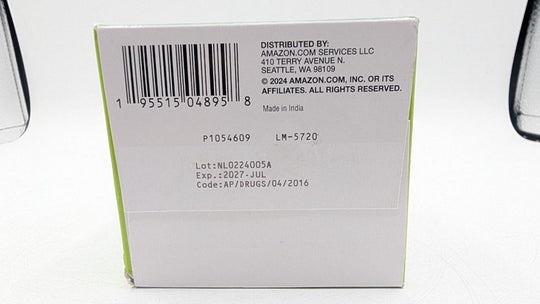 DISTRIBUTED BY:
AMAZON.COM SERVICES LLC
410 TERRY AVENUE N.
SEATTLE, WA 98109
© 2024 AMAZON.COM, INC. OR ITS
AFFILIATES. ALL RIGHTS RESERVED.
1 95515 04895 8
Made in India
P1054609 LM-5720
Lot:NL0224005A
Exp.:2027-JUL
Code:AP/DRUGS/04/2016